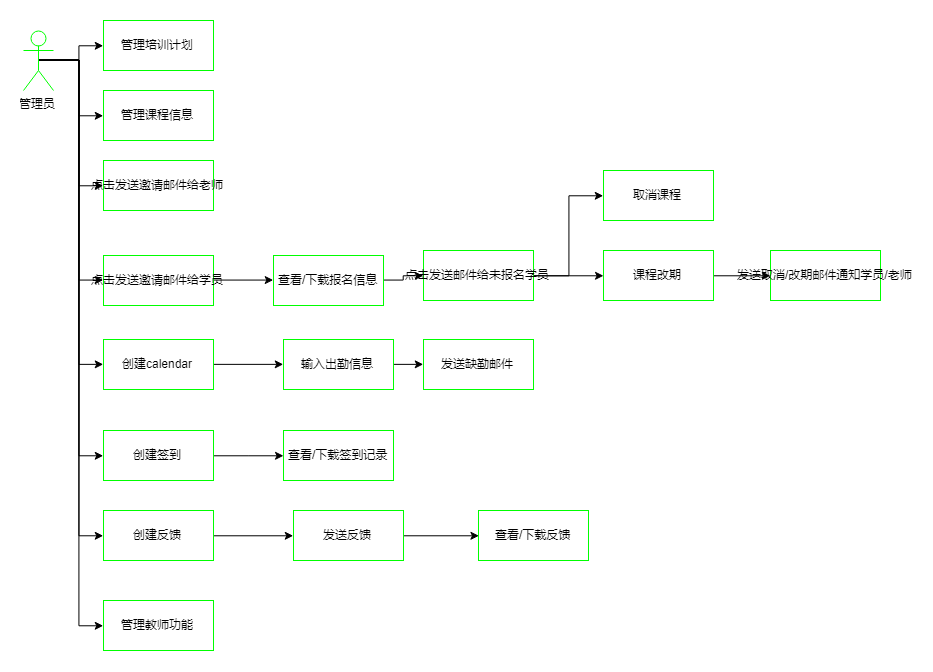 管理员
管理培训计划
管理课程信息
点击发送邀请邮件给老师
点击发送邀请邮件给学员
查看/下载报名信息
点击发送邮件给未报名学员
取消课程
课程改期
发送取消/改期邮件通知学员/老师
创建calendar
输入出勤信息
发送缺勤邮件
创建签到
查看/下载签到记录
创建反馈
发送反馈
查看/下载反馈
管理教师功能